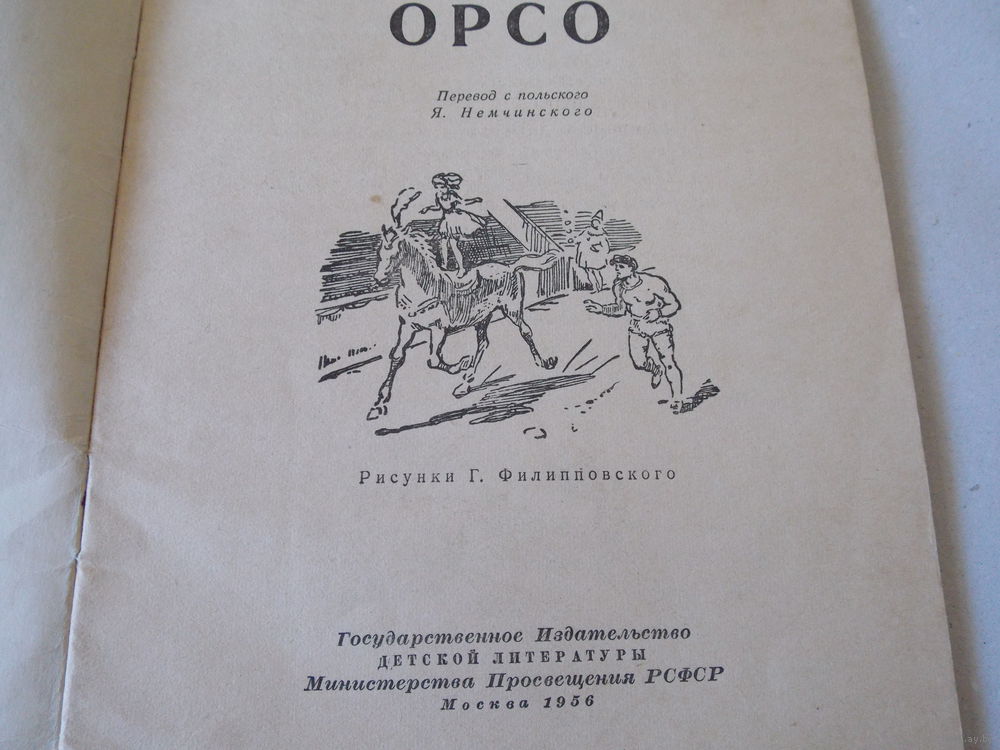 ОРСО
Перевод с польского
Я. Немчинского
Рисунки Г. Филипповского
Государственное Издательство
ДЕТСКОЙ ЛИТЕРАТУРЫ
Министерства Просвещения РСФСР
Москва 1956